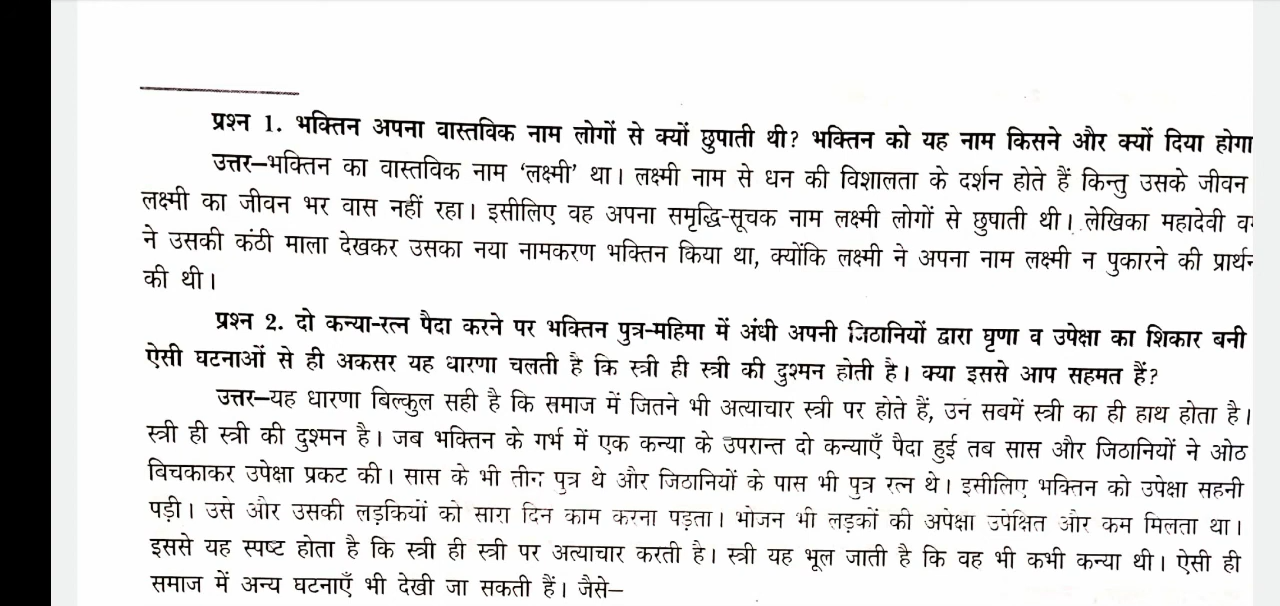 प्रश्न 1. भक्तिन अपना वास्तविक नाम लोगों से क्यों छुपाती थी? भक्तिन को यह नाम किसने और क्यों दिया होगा
उत्तर–भक्तिन का वास्तविक नाम ‘लक्ष्मी’ था। लक्ष्मी नाम से धन की विशालता के दर्शन होते हैं किन्तु उसके जीवन
लक्ष्मी का जीवन भर वास नहीं रहा। इसीलिए वह अपना समृद्धि-सूचक नाम लक्ष्मी लोगों से छुपाती थी। लेखिका महादेवी
ने उसकी कंठी माला देखकर उसका नया नामकरण भक्तिन किया था, क्योंकि लक्ष्मी ने अपना नाम लक्ष्मी न पुकारने की
की थी।
प्रश्न 2. दो कन्या-रत्न पैदा करने पर भक्तिन पुत्र-महिमा में अंधी अपनी जिठानियों द्वारा घृणा व उपेक्षा का शिकार बनी
ऐसी घटनाओं से ही अकसर यह धारणा चलती है कि स्त्री ही स्त्री की दुश्मन होती है। क्या इससे आप सहमत हैं?
उत्तर–यह धारणा बिल्कुल सही है कि समाज में जितने भी अत्याचार स्त्री पर होते हैं, उन सबमें स्त्री का ही हाथ होता है।
स्त्री ही स्त्री की दुश्मन है। जब भक्तिन के गर्भ में एक कन्या के उपरान्त दो कन्याएँ पैदा हुई तब सास और जिठानियों ने ओठ
बिचकाकर उपेक्षा प्रकट की। सास के भी तीन पुत्र थे और जिठानियों के पास भी पुत्र रत्न थे। इसीलिए भक्तिन को उपेक्षा सहनी
पड़ी। उसे और उसकी लड़कियों को सारा दिन काम करना पड़ता। भोजन भी लड़कों की अपेक्षा उपेक्षित और कम मिलता था।
इससे यह स्पष्ट होता है कि स्त्री ही स्त्री पर अत्याचार करती है। स्त्री यह भूल जाती है कि वह भी कभी कन्या थी। ऐसी ही
समाज में अन्य घटनाएँ भी देखी जा सकती हैं। जैसे–